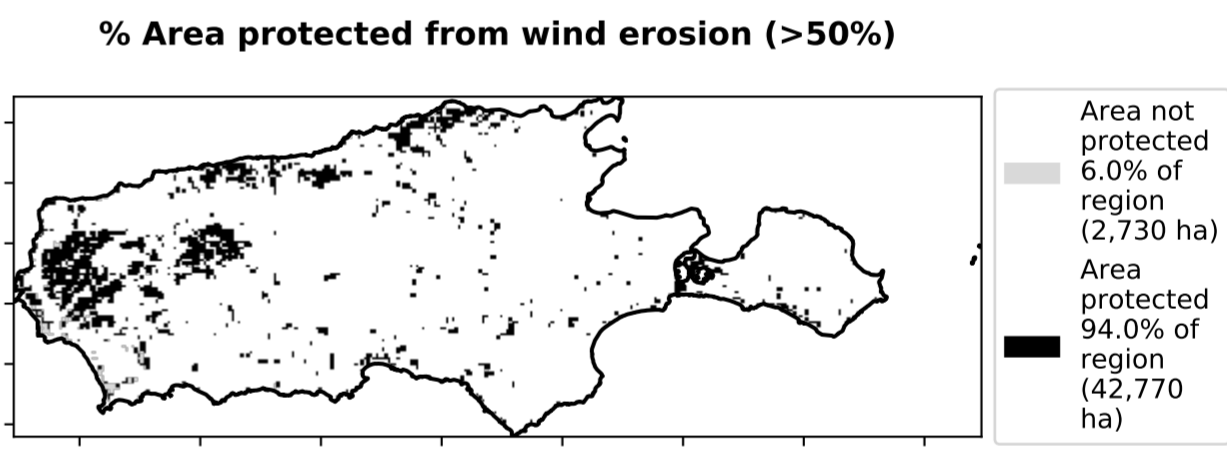 % Area protected from wind erosion (>50%)
Area not
protected
6.0% of
region
(2,730 ha)
Area
protected
94.0% of
region
(42,770
ha)